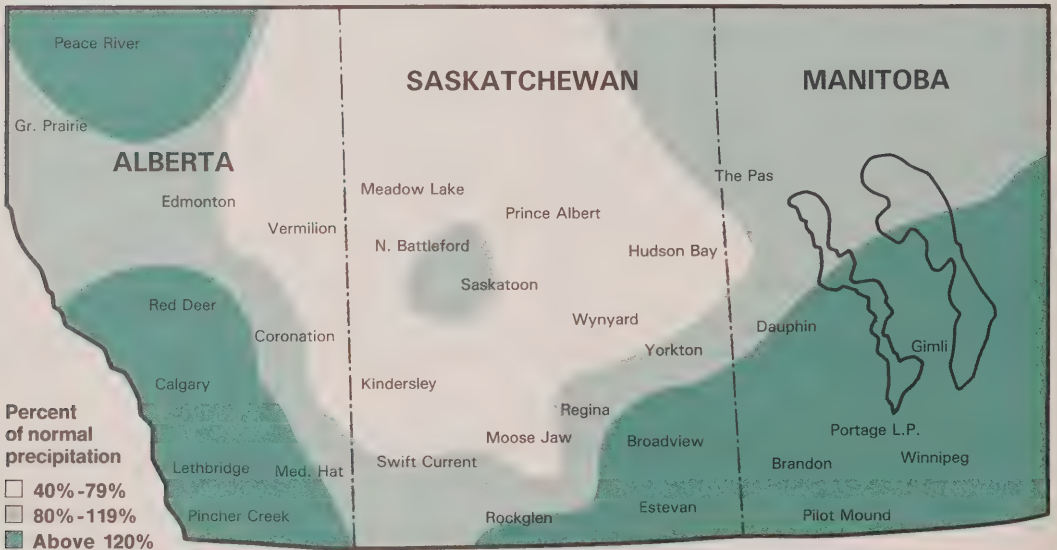 Peace River
SASKATCHEWAN
MANITOBA
Gr. Prairie
ALBERTA
The Pas
Meadow Lake
Edmonton
Prince Albert
Vermilion
N. Battleford
Hudson Bay
Saskatoon
Red Deer
Wynyard
Dauphin
Coronation
Yorkton
Gimli
Calgary
Kindersley
Regina
Portage L.P.
Moose Jaw
Broadview
Winnipeg
Swift Current
Brandon
Lethbridge
Med. Hat
Estevan
Pincher Creek
Rockglen
Pilot Mound
Percent
of normal
precipitation
40%-79%
80%-119%
Above 120%